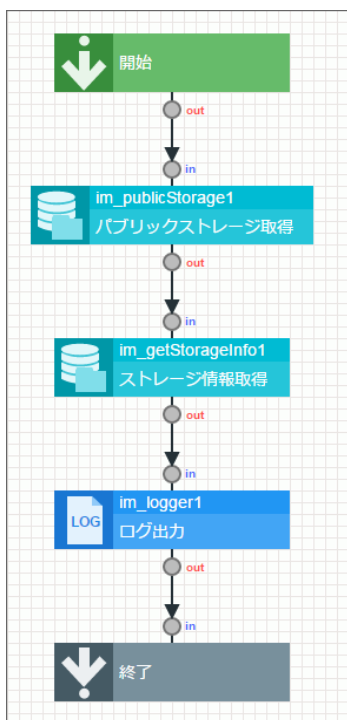 開始
out
in
im_publicStorage1
パブリックストレージ取得
out
in
im_getStorageInfo1
ストレージ情報取得
out
in
im_logger1
LOG
ログ出力
out
in
終了